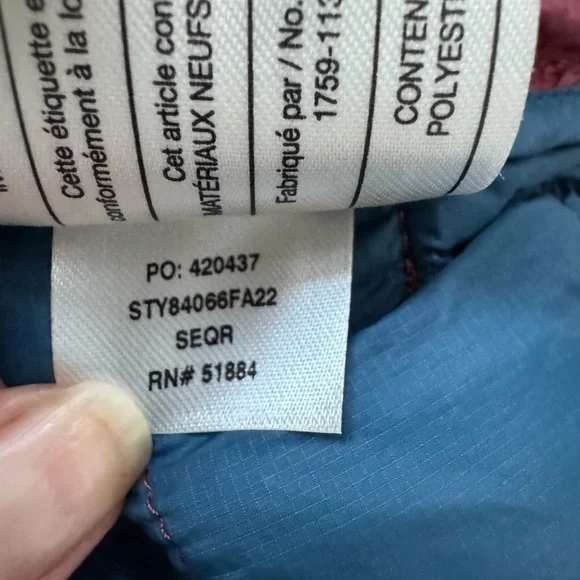 Cette étiquette e
conformément à la lo
Cet article con
MATÉRIAUX NEUFS
Fabriqué par / No.
1759-113
CONTEN
POLYEST
PO: 420437
STY84066FA22
SEQR
RN# 51884